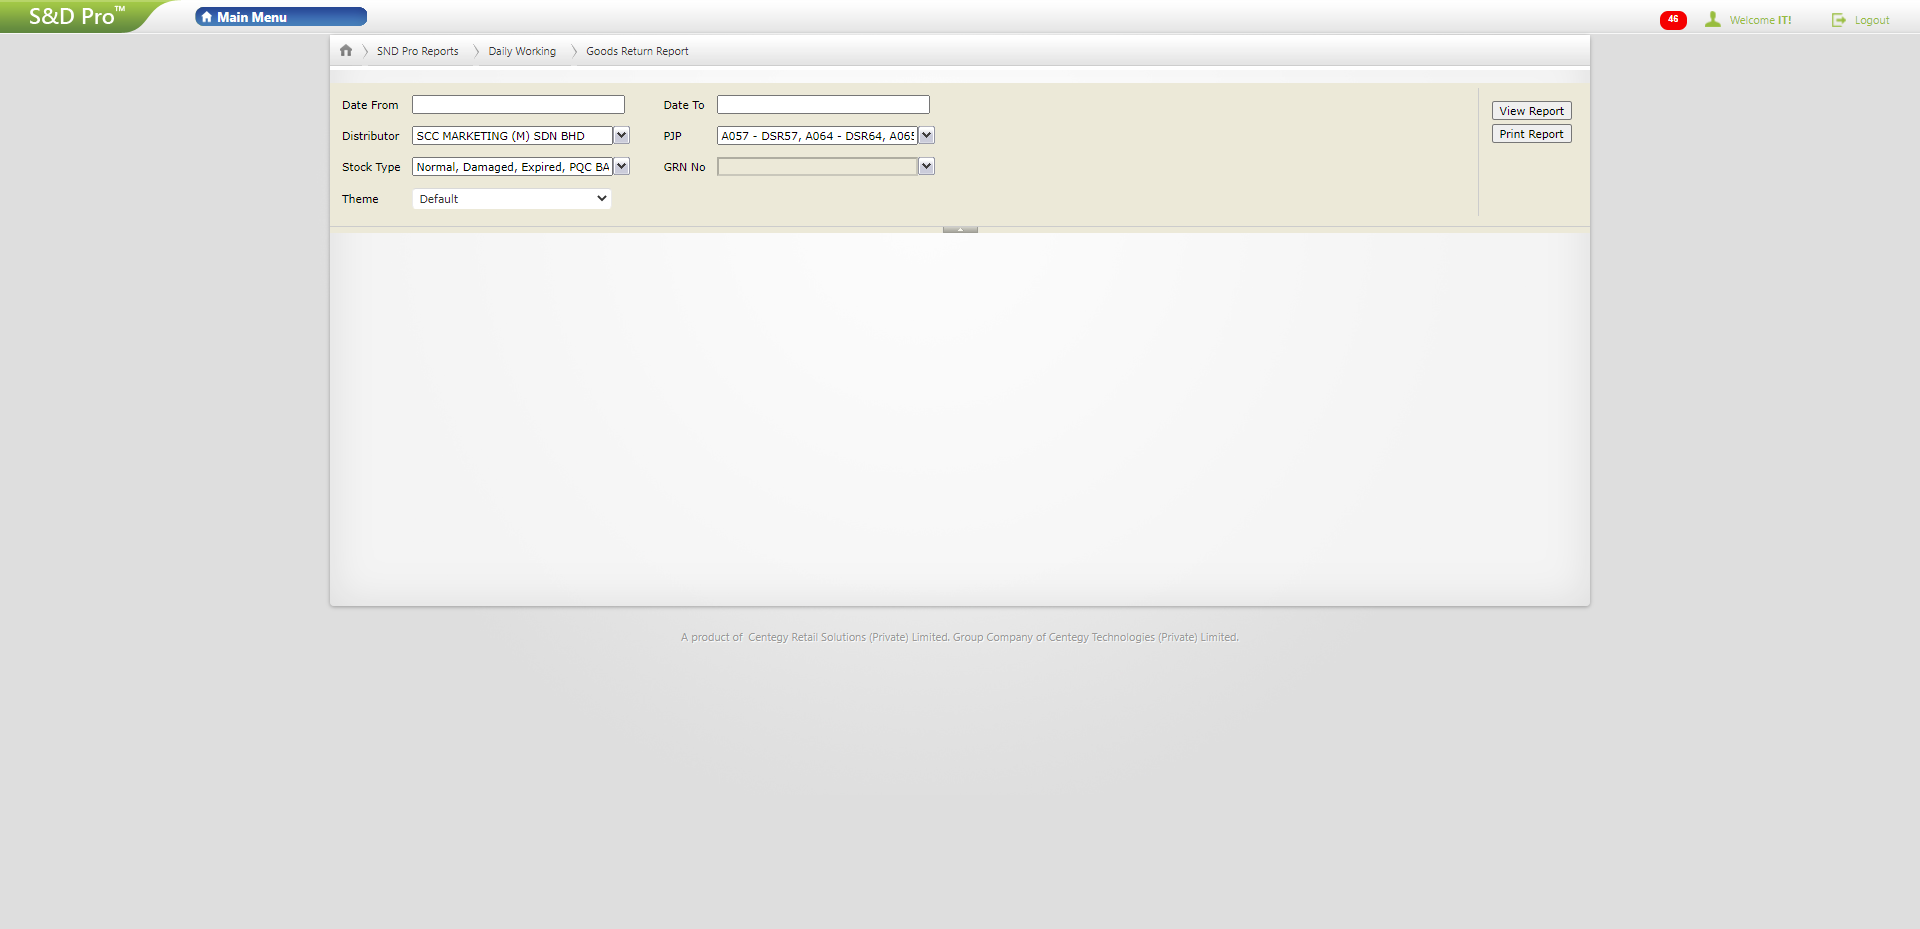 S&D Pro™
Main Menu
46
Welcome IT!
Logout
SND Pro Reports
Daily Working
Goods Return Report
Date From
Date To
View Report
Distributor
SCC MARKETING (M) SDN BHD
PJP
A057 - DSR57, A064 - DSR64, A065
Print Report
Stock Type
Normal, Damaged, Expired, PQC BA
GRN No
Theme
Default
A product of Centegy Retail Solutions (Private) Limited. Group Company of Centegy Technologies (Private) Limited.